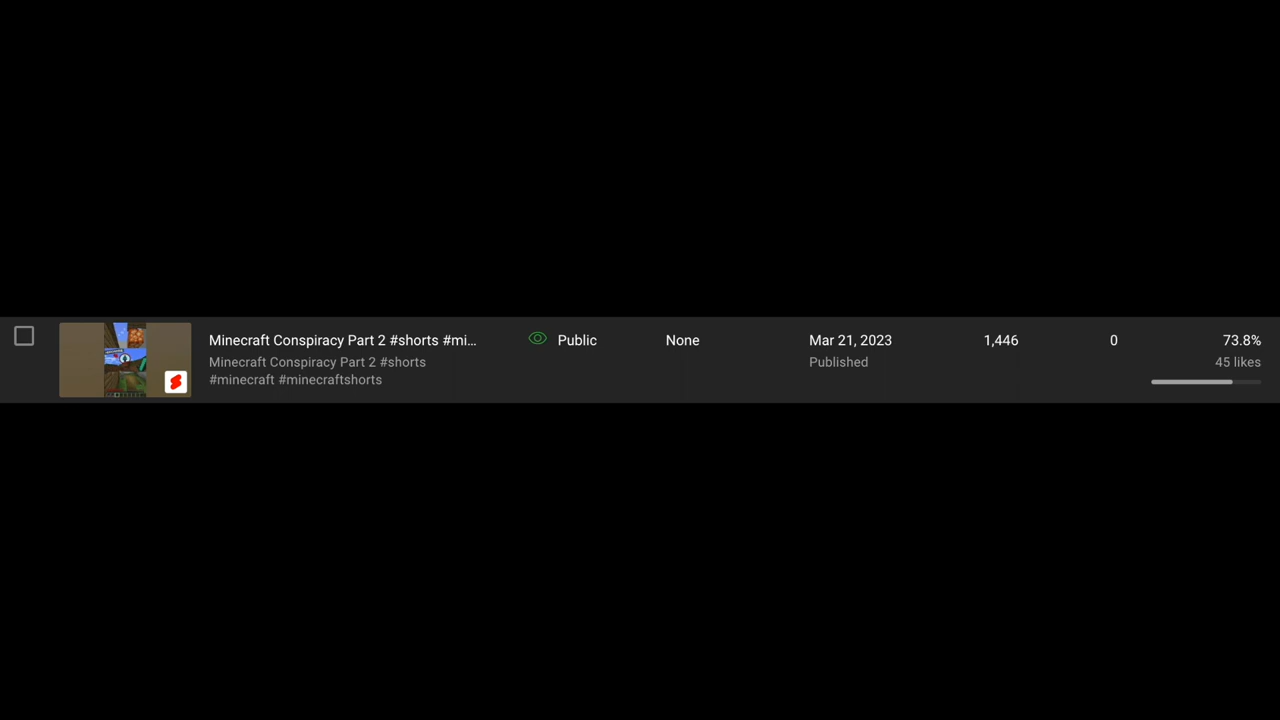 Minecraft Conspiracy Part 2 #shorts #mi...
Minecraft Conspiracy Part 2 #shorts
#minecraft #minecraftshorts
Public
None
Mar 21, 2023
Published
1,446
0
73.8%
45 likes